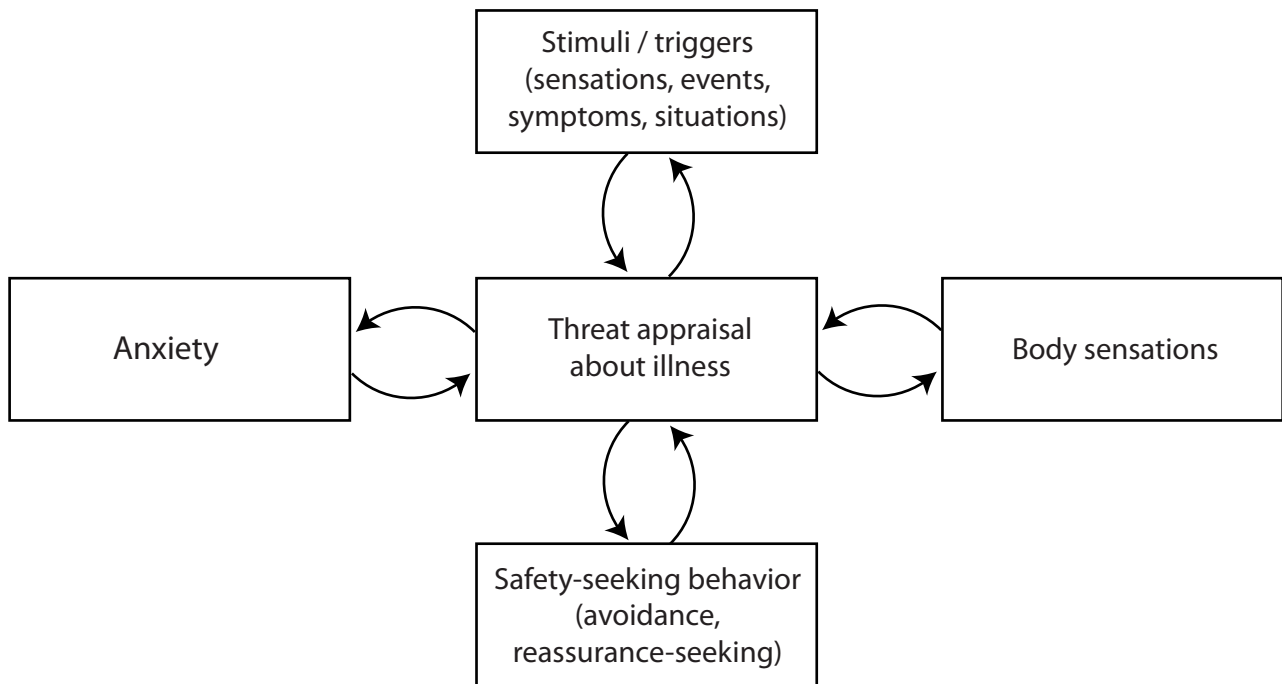 Stimuli / triggers
(sensations, events,
symptoms, situations)
Anxiety
Threat appraisal
about illness
Body sensations
Safety-seeking behavior
(avoidance,
reassurance-seeking)